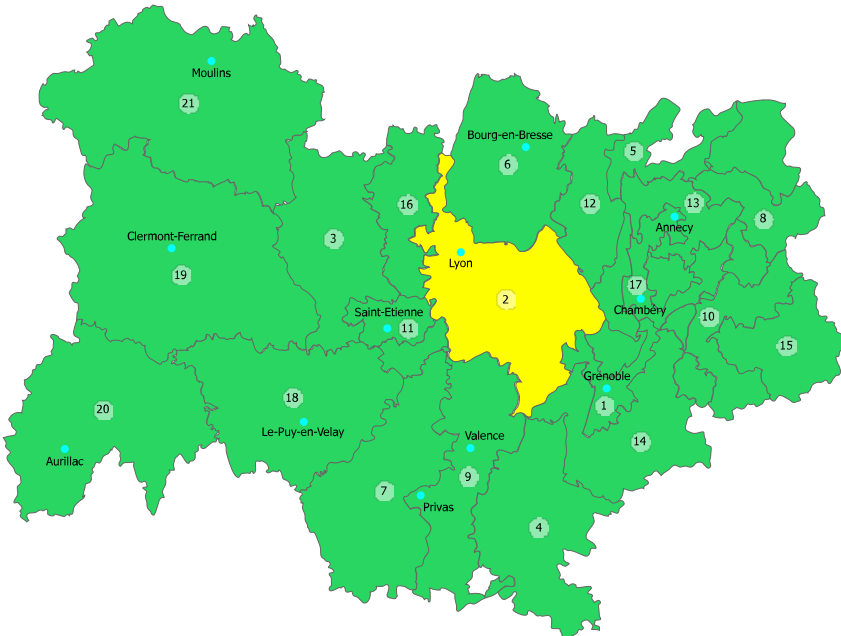 Moulins
21
Bourg-en-Bresse
6
5
12
13
16
8
Annecy
Clermont-Ferrand
3
Lyon
19
17
2
Chambéry
10
Saint-Etienne
11
15
Grenoble
18
1
20
Le-Puy-en-Velay
Valence
14
Aurillac
9
7
Privas
4